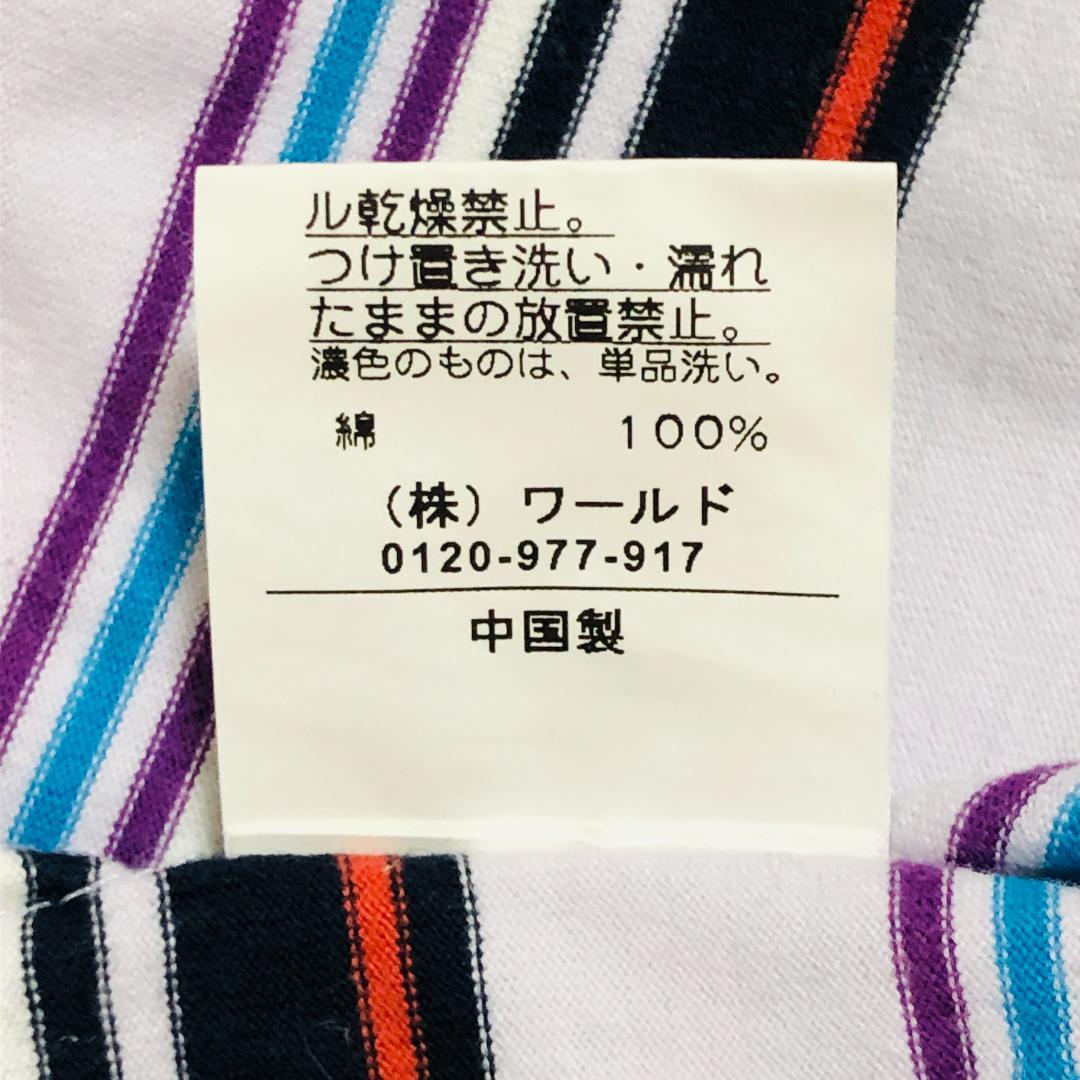 ル乾燥禁止。
つけ置き洗い・濡れ
たままの放置禁止。
濃色のものは、単品洗い。
綿 100%
(株)ワールド
0120-977-917
中国製